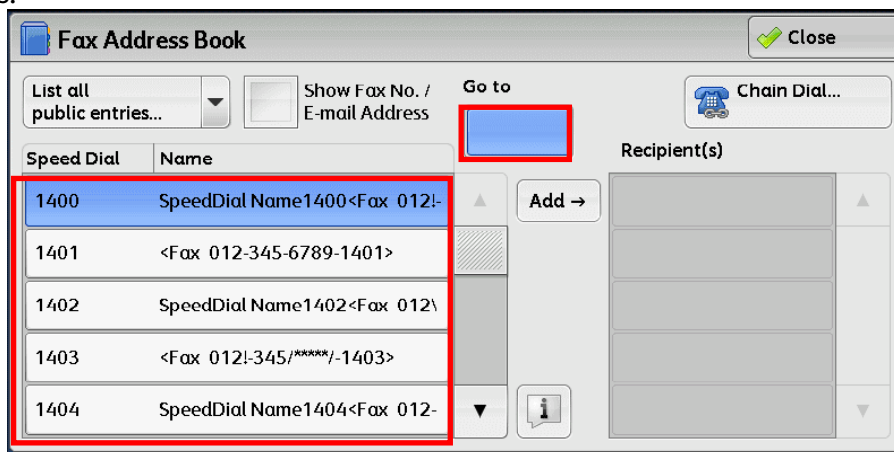 s.
Fax Address Book
Close
List all
public entries...
Show Fax No. /
E-mail Address
Go to
Chain Dial...
Speed Dial Name
Recipient(s)
1400 SpeedDial Name1400<Fax 012!-
Add →
1401 <Fax 012-345-6789-1401>
1402 SpeedDial Name1402<Fax 012\
1403 <Fax 012!-345/*****/-1403>
1404 SpeedDial Name1404<Fax 012-